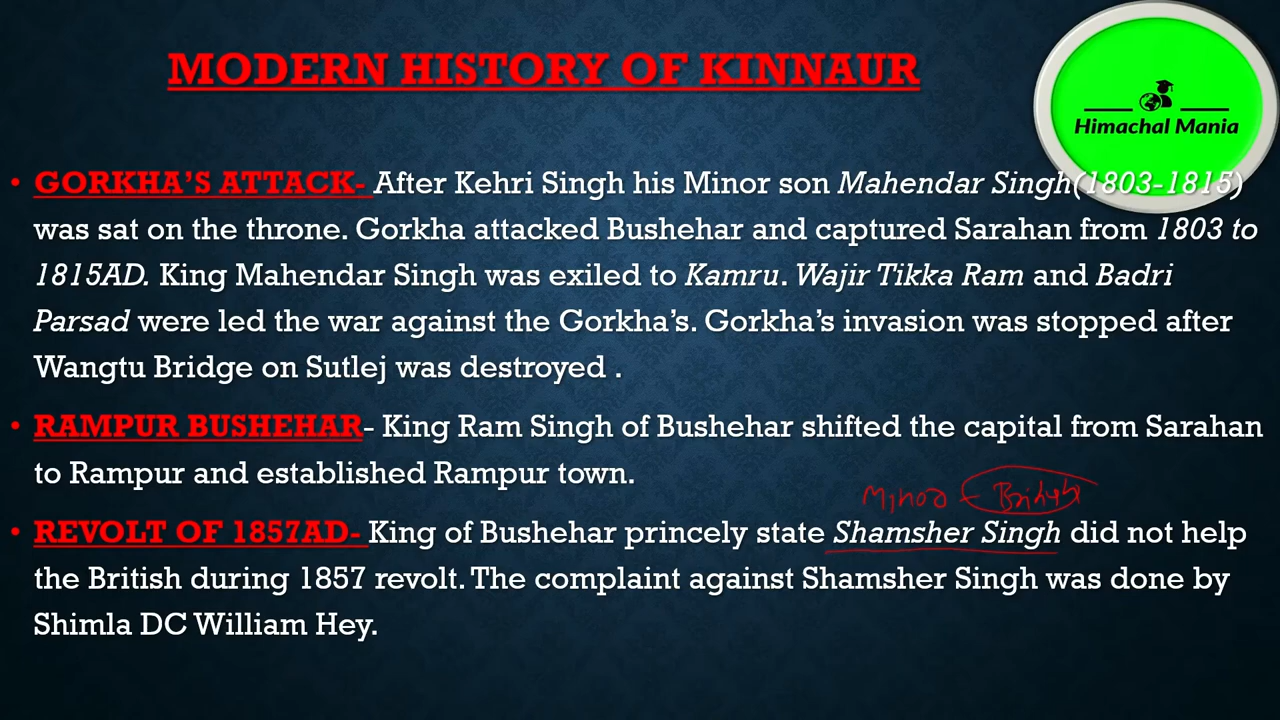 MODERN HISTORY OF KINNAUR
Himachal Mania
• GORKHA'S ATTACK- After Kehri Singh his Minor son Mahendar Singh(1803-1815)
was sat on the throne. Gorkha attacked Bushehar and captured Sarahan from 1803 to
1815AD. King Mahendar Singh was exiled to Kamru. Wajir Tikka Ram and Badri
Parsad were led the war against the Gorkha's. Gorkha's invasion was stopped after
Wangtu Bridge on Sutlej was destroyed .
• RAMPUR BUSHEHAR- King Ram Singh of Bushehar shifted the capital from Sarahan
to Rampur and established Rampur town.
Minor -
• REVOLT OF 1857AD- King of Bushehar princely state Shamsher Singh did not help
the British during 1857 revolt. The complaint against Shamsher Singh was done by
Shimla DC William Hey.